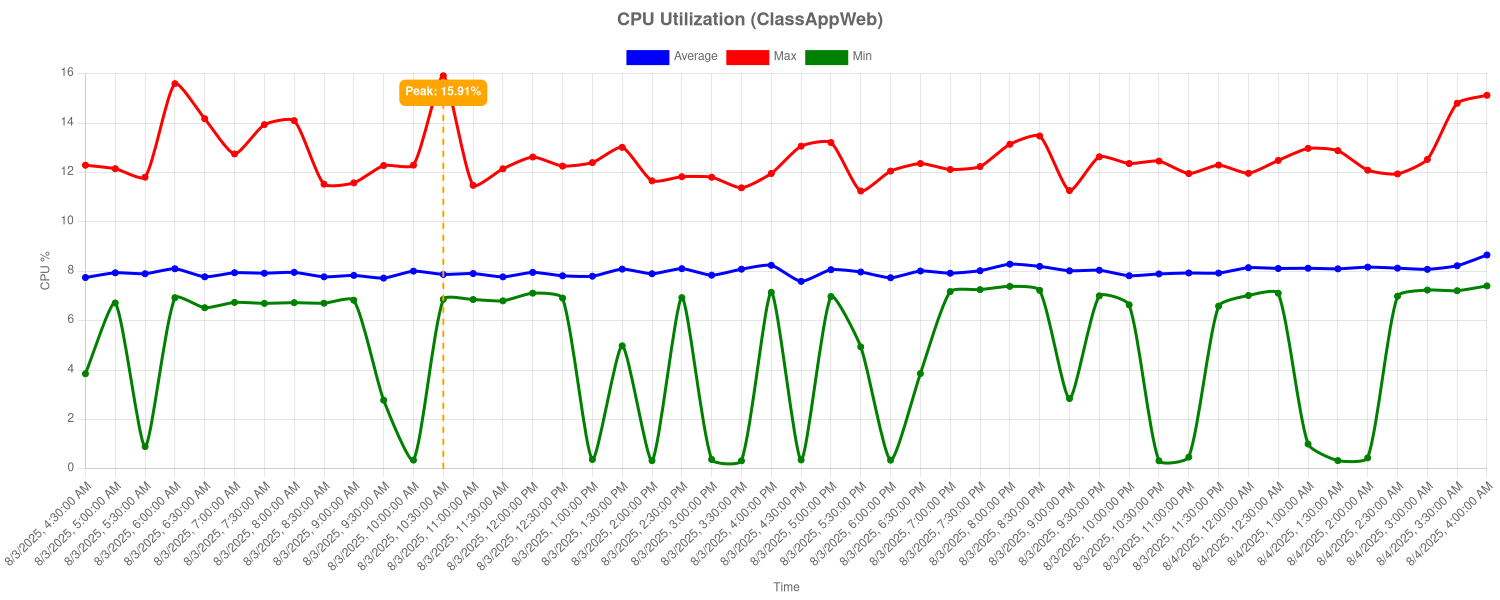 CPU Utilization (ClassAppWeb)
Average Max Min
16
Peak: 15.91%
14
12
10
8
6
4
2
0
CPU %
8/3/2025, 4:30:00 AM
8/3/2025, 5:00:00 AM
8/3/2025, 5:30:00 AM
8/3/2025, 6:00:00 AM
8/3/2025, 6:30:00 AM
8/3/2025, 7:00:00 AM
8/3/2025, 7:30:00 AM
8/3/2025, 8:00:00 AM
8/3/2025, 8:30:00 AM
8/3/2025, 9:00:00 AM
8/3/2025, 9:30:00 AM
8/3/2025, 10:00:00 AM
8/3/2025, 10:30:00 AM
8/3/2025, 11:00:00 AM
8/3/2025, 11:30:00 AM
8/3/2025, 12:00:00 PM
8/3/2025, 12:30:00 PM
8/3/2025, 1:00:00 PM
8/3/2025, 1:30:00 PM
8/3/2025, 2:00:00 PM
8/3/2025, 2:30:00 PM
8/3/2025, 3:00:00 PM
8/3/2025, 3:30:00 PM
8/3/2025, 4:00:00 PM
8/3/2025, 4:30:00 PM
8/3/2025, 5:00:00 PM
8/3/2025, 5:30:00 PM
8/3/2025, 6:00:00 PM
8/3/2025, 6:30:00 PM
8/3/2025, 7:00:00 PM
8/3/2025, 7:30:00 PM
8/3/2025, 8:00:00 PM
8/3/2025, 8:30:00 PM
8/3/2025, 9:00:00 PM
8/3/2025, 9:30:00 PM
8/3/2025, 10:00:00 PM
8/3/2025, 10:30:00 PM
8/3/2025, 11:00:00 PM
8/3/2025, 11:30:00 PM
8/4/2025, 12:00:00 AM
8/4/2025, 12:30:00 AM
8/4/2025, 1:00:00 AM
8/4/2025, 1:30:00 AM
8/4/2025, 2:00:00 AM
8/4/2025, 2:30:00 AM
8/4/2025, 3:00:00 AM
8/4/2025, 3:30:00 AM
8/4/2025, 4:00:00 AM
Time